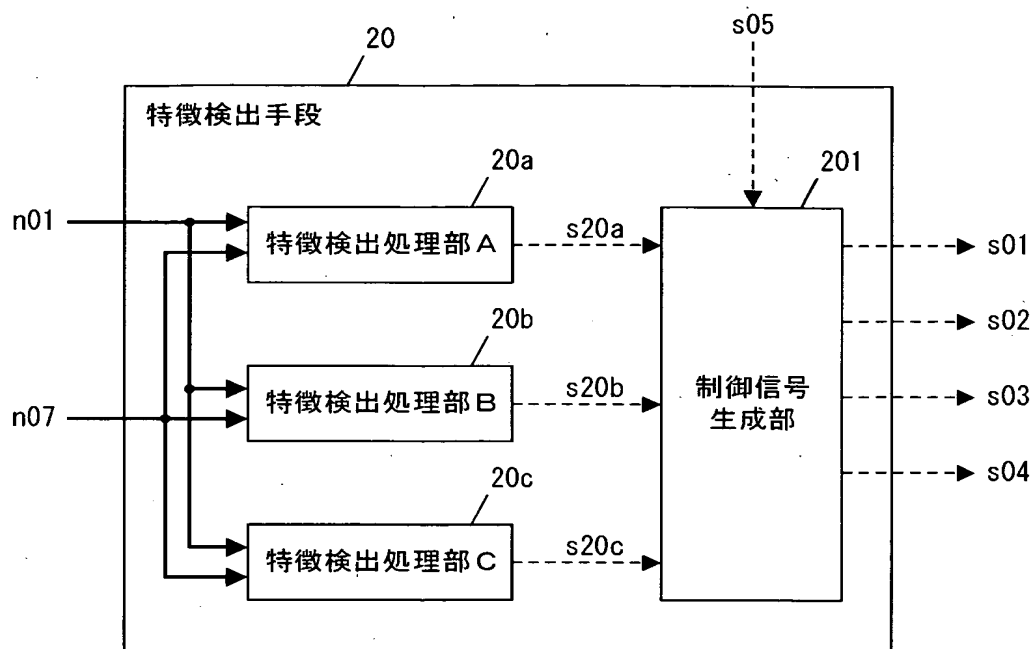 s05
20
特徴検出手段
20a
201
n01
特徴検出処理部A
s20a
s01
20b
s02
n07
特徴検出処理部B
s20b
制御信号
生成部
s03
s04
20c
特徴検出処理部C
s20c